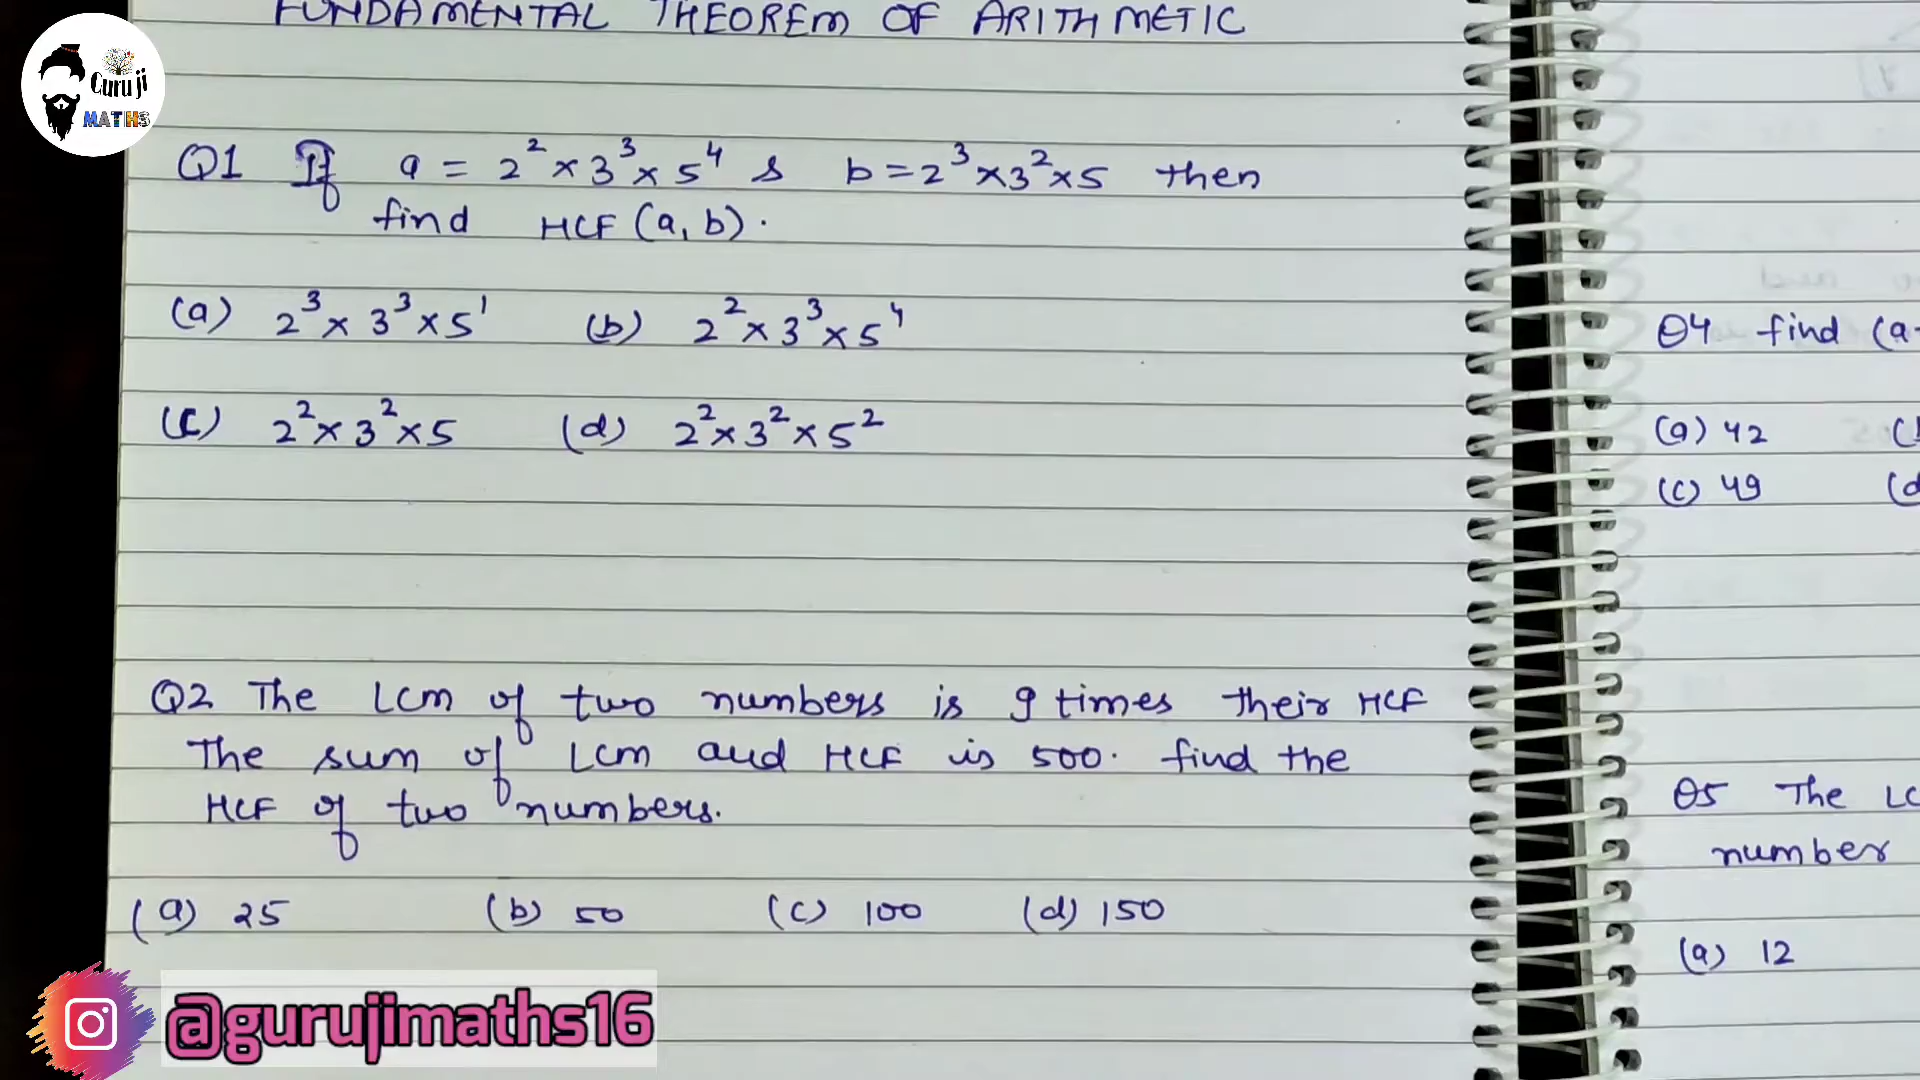 FUNDAMENTAL THEOREM OF ARITHMETIC
Guru ji
MATHS
Q1 If a = 2² × 3³ × 5⁴ & b = 2³ × 3² × 5 then
find HCF (a, b).
(a) 2³ × 3³ × 5¹ (b) 2² × 3³ × 5⁴
(c) 2² × 3² × 5 (d) 2² × 3² × 5²
Q2 The LCM of two numbers is 9 times their HCF
The sum of LCM and HCF is 500. find the
HCF of two numbers.
(a) 25 (b) 50 (c) 100 (d) 150
@gurujimaths16
Q4 find (a
(a) 42
(c) 49
Q5 The LC
number
(a) 12